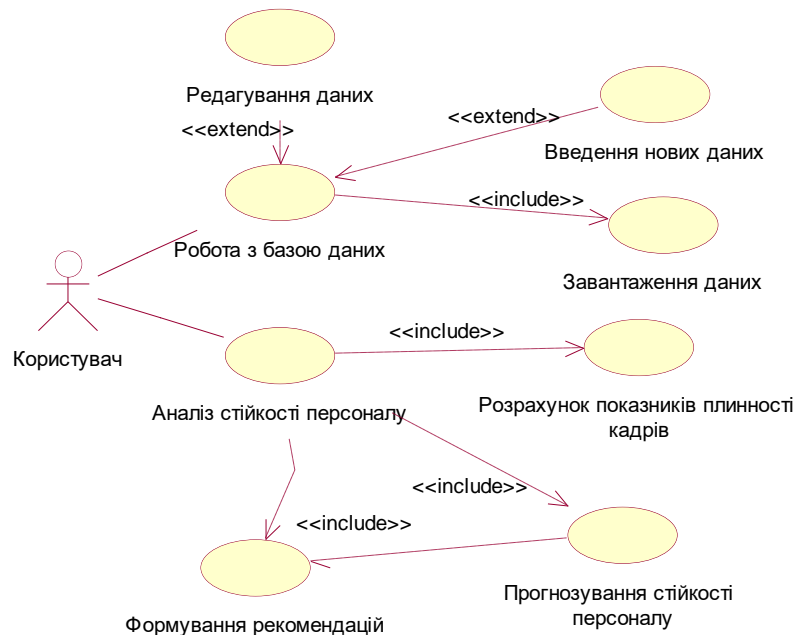 Редагування даних
<<extend>>
<<extend>>
Введення нових даних
<<include>>
Робота з базою даних
Завантаження даних
<<include>>
Користувач
Аналіз стійкості персоналу
Розрахунок показників плинності
кадрів
<<include>>
<<include>>
Прогнозування стійкості
персоналу
Формування рекомендацій